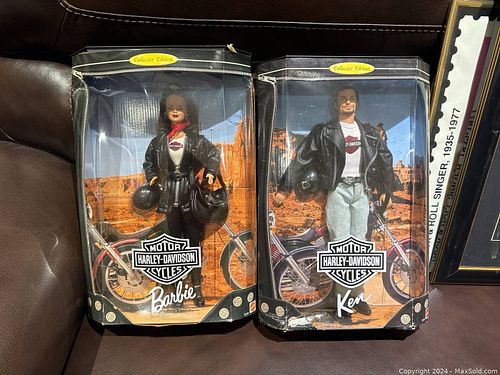 Collector Edition
MOTOR
HARLEY-DAVIDSON
CYCLES
Barbie
Collector Edition
MOTOR
HARLEY-DAVIDSON
CYCLES
Ken
& ROLL SINGER, 1935-1977
Copyright 2024 - MaxSold.com